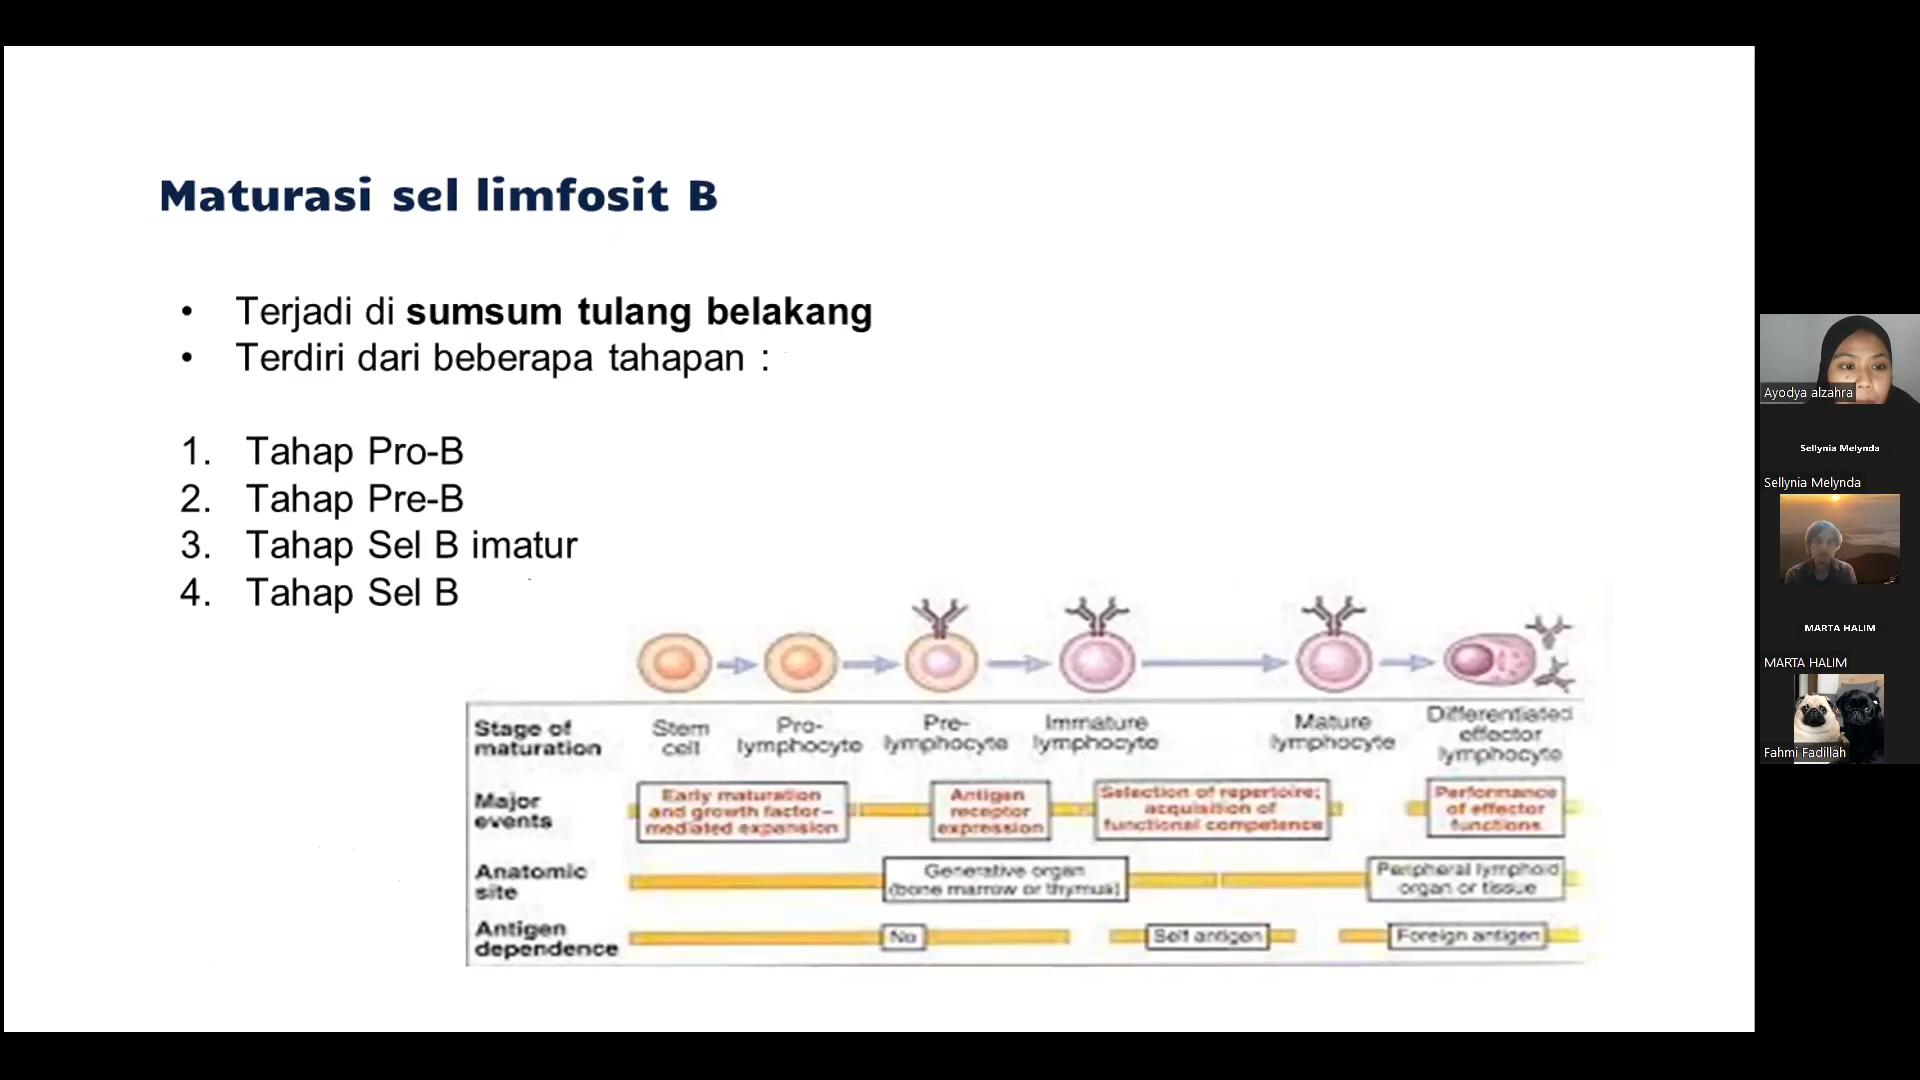 Maturasi sel limfosit B
• Terjadi di sumsum tulang belakang
• Terdiri dari beberapa tahapan :
1. Tahap Pro-B
2. Tahap Pre-B
3. Tahap Sel B imatur
4. Tahap Sel B
Stage of
maturation
Stem
cell
Pro-
lymphocyte
Pre-
lymphocyte
Immature
lymphocyte
Mature
lymphocyte
Differentiated
effector
lymphocyte
Major
events
Early maturation
and growth factor–
mediated expansion
Antigen
receptor
expression
Selection of repertoire;
acquisition of
functional competence
Performance
of effector
functions
Anatomic
site
Generative organ
(bone marrow or thymus)
Peripheral lymphoid
organ or tissue
Antigen
dependence
No
Self antigen
Foreign antigen
Ayodya alzahra
Sellynia Melynda
Sellynia Melynda
MARTA HALIM
MARTA HALIM
Fahmi Fadillah